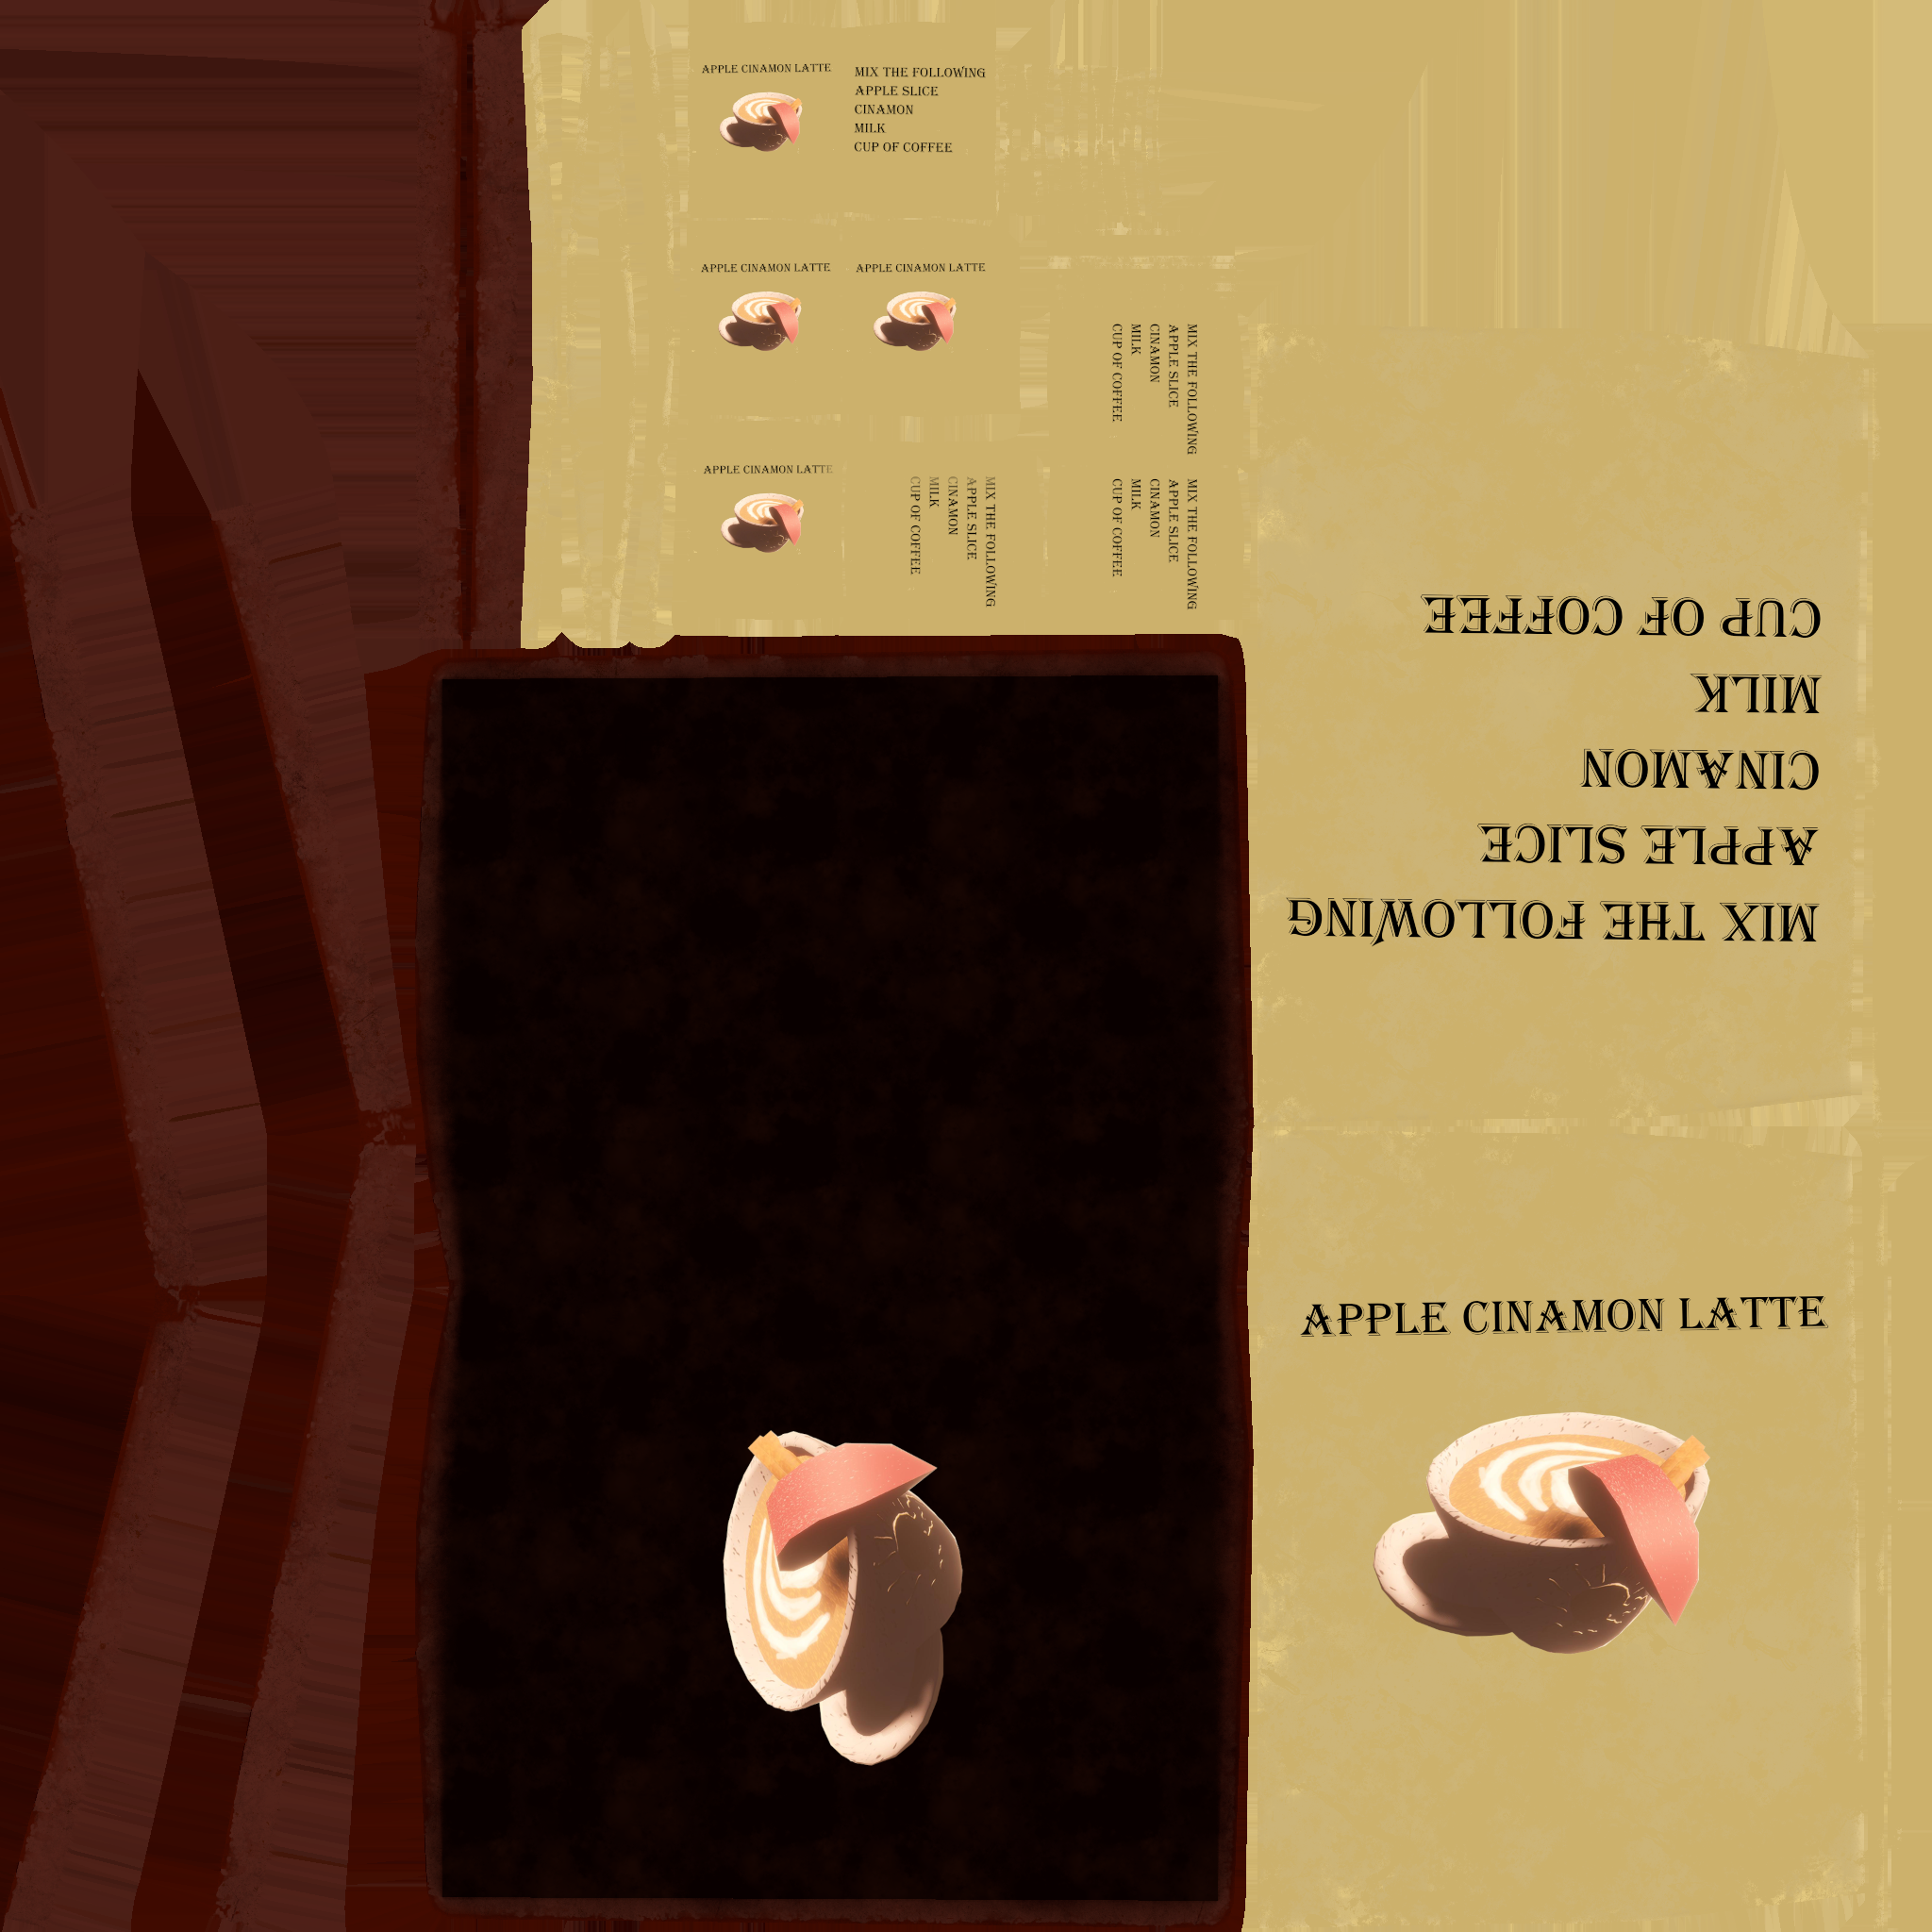 APPLE CINAMON LATTE
MIX THE FOLLOWING
APPLE SLICE
CINAMON
MILK
CUP OF COFFEE
APPLE CINAMON LATTE
APPLE CINAMON LATTE
MIX THE FOLLOWING
APPLE SLICE
CINAMON
MILK
CUP OF COFFEE
APPLE CINAMON LATTE
MIX THE FOLLOWING
APPLE SLICE
CINAMON
MILK
CUP OF COFFEE
MIX THE FOLLOWING
APPLE SLICE
CINAMON
MILK
CUP OF COFFEE
MIX THE FOLLOWING
APPLE SLICE
CINAMON
MILK
CUP OF COFFEE
APPLE CINAMON LATTE